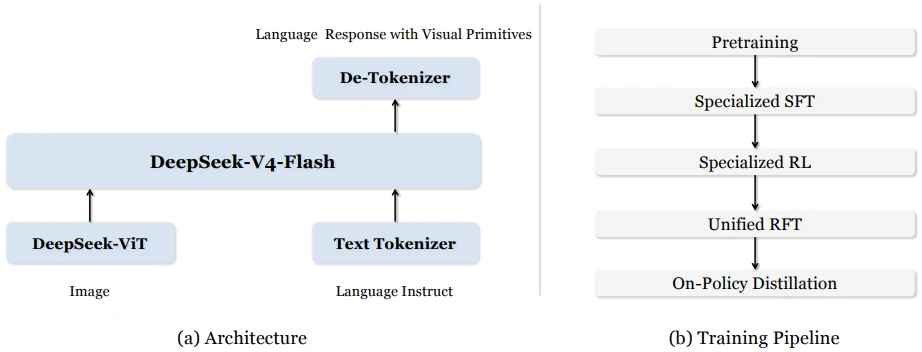 Language Response with Visual Primitives
De-Tokenizer
DeepSeek-V4-Flash
DeepSeek-ViT
Text Tokenizer
Image
Language Instruct
(a) Architecture
Pretraining
Specialized SFT
Specialized RL
Unified RFT
On-Policy Distillation
(b) Training Pipeline